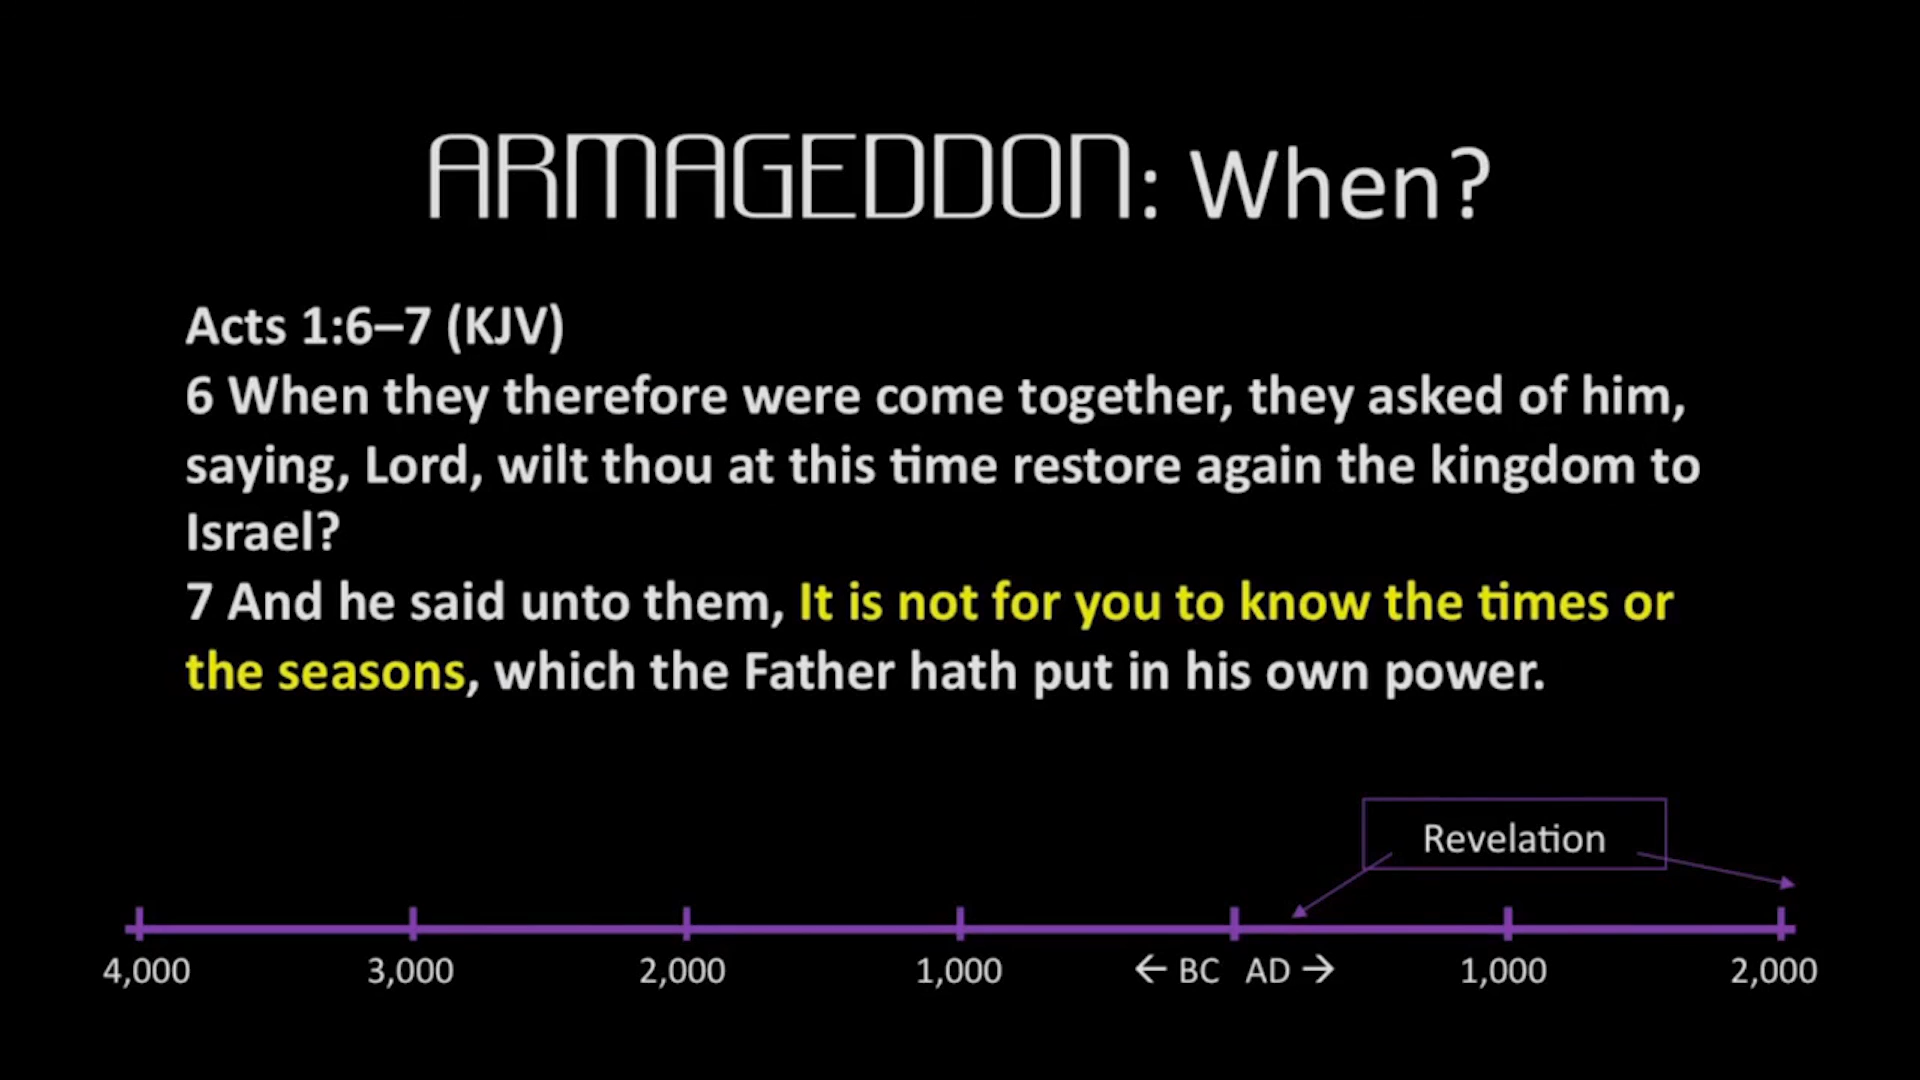 ARMAGEDDON: When?
Acts 1:6–7 (KJV)
6 When they therefore were come together, they asked of him,
saying, Lord, wilt thou at this time restore again the kingdom to
Israel?
7 And he said unto them, It is not for you to know the times or
the seasons, which the Father hath put in his own power.
Revelation
4,000 3,000 2,000 1,000 ← BC AD → 1,000 2,000